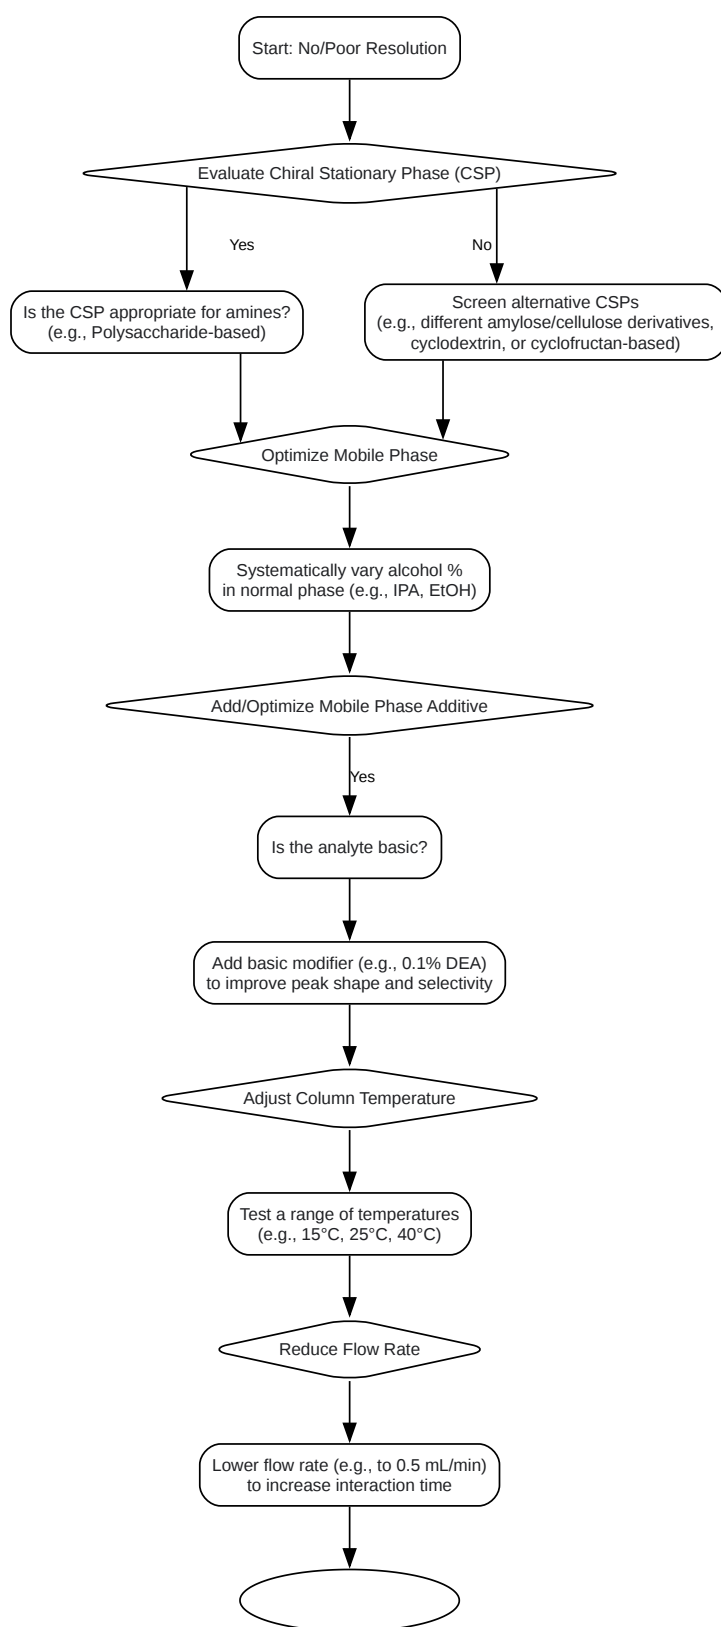 Start: No/Poor Resolution
Evaluate Chiral Stationary Phase (CSP)
Yes
No
Is the CSP appropriate for amines?
(e.g., Polysaccharide-based)
Screen alternative CSPs
(e.g., different amylose/cellulose derivatives,
cyclodextrin, or cyclofructan-based)
Optimize Mobile Phase
Systematically vary alcohol %
in normal phase (e.g., IPA, EtOH)
Add/Optimize Mobile Phase Additive
Yes
Is the analyte basic?
Add basic modifier (e.g., 0.1% DEA)
to improve peak shape and selectivity
Adjust Column Temperature
Test a range of temperatures
(e.g., 15°C, 25°C, 40°C)
Reduce Flow Rate
Lower flow rate (e.g., to 0.5 mL/min)
to increase interaction time